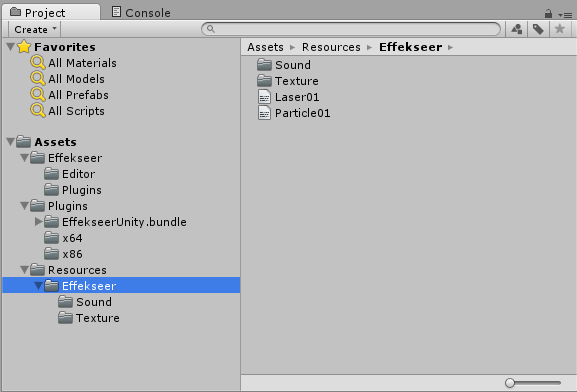 Project
Console
Create
Favorites
All Materials
All Models
All Prefabs
All Scripts
Assets
Effekseer
Editor
Plugins
Plugins
EffekseerUnity.bundle
x64
x86
Resources
Effekseer
Sound
Texture
Assets ▸ Resources ▸ Effekseer ▸
Sound
Texture
Laser01
Particle01